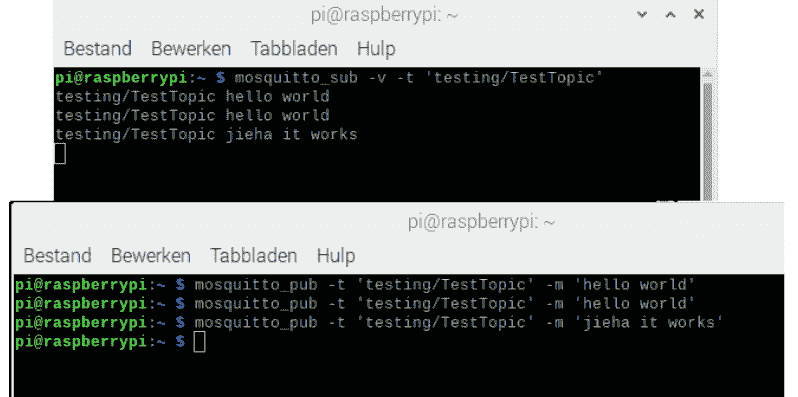 pi@raspberrypi: ~
Bestand Bewerken Tabbladen Hulp
pi@raspberrypi:~ $ mosquitto_sub -v -t 'testing/TestTopic'
testing/TestTopic hello world
testing/TestTopic hello world
testing/TestTopic jieha it works
pi@raspberrypi: ~
Bestand Bewerken Tabbladen Hulp
pi@raspberrypi:~ $ mosquitto_pub -t 'testing/TestTopic' -m 'hello world'
pi@raspberrypi:~ $ mosquitto_pub -t 'testing/TestTopic' -m 'hello world'
pi@raspberrypi:~ $ mosquitto_pub -t 'testing/TestTopic' -m 'jieha it works'
pi@raspberrypi:~ $